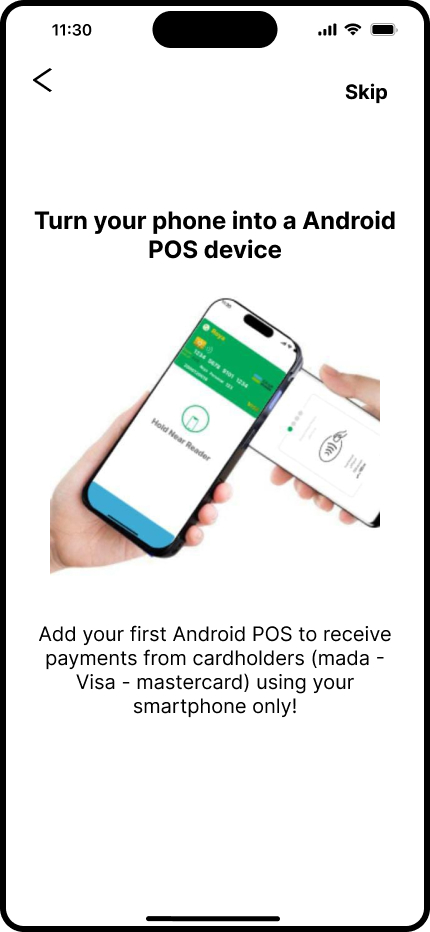 11:30
Skip
Turn your phone into a Android
POS device
1234 5678 9101 1234
Hold Near Reader
Add your first Android POS to receive
payments from cardholders (mada -
Visa - mastercard) using your
smartphone only!